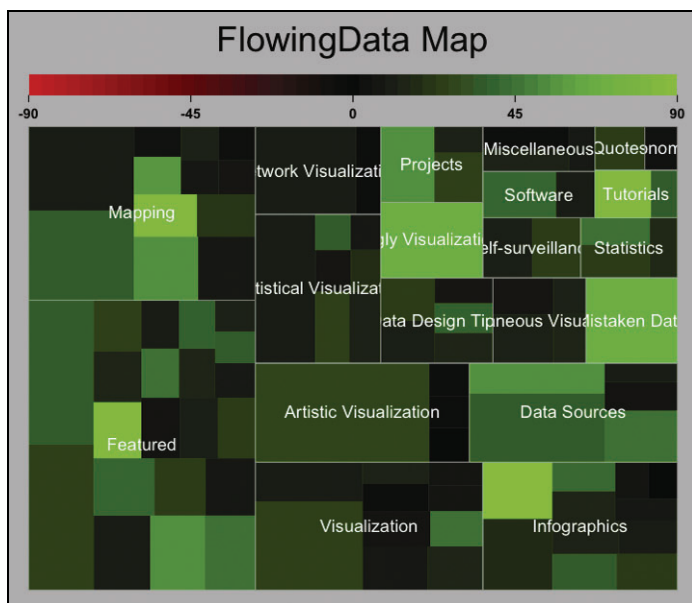 FlowingData Map
-90 -45 0 45 90
Mapping
twork Visualizati
Projects
Miscellaneous
Quotes
nom
Software
Tutorials
gly Visualizati
elf-surveillanc
Statistics
tistical Visualizat
ata Design Tip
neous Visua
istaken Dat
Artistic Visualization
Data Sources
Featured
Visualization
Infographics